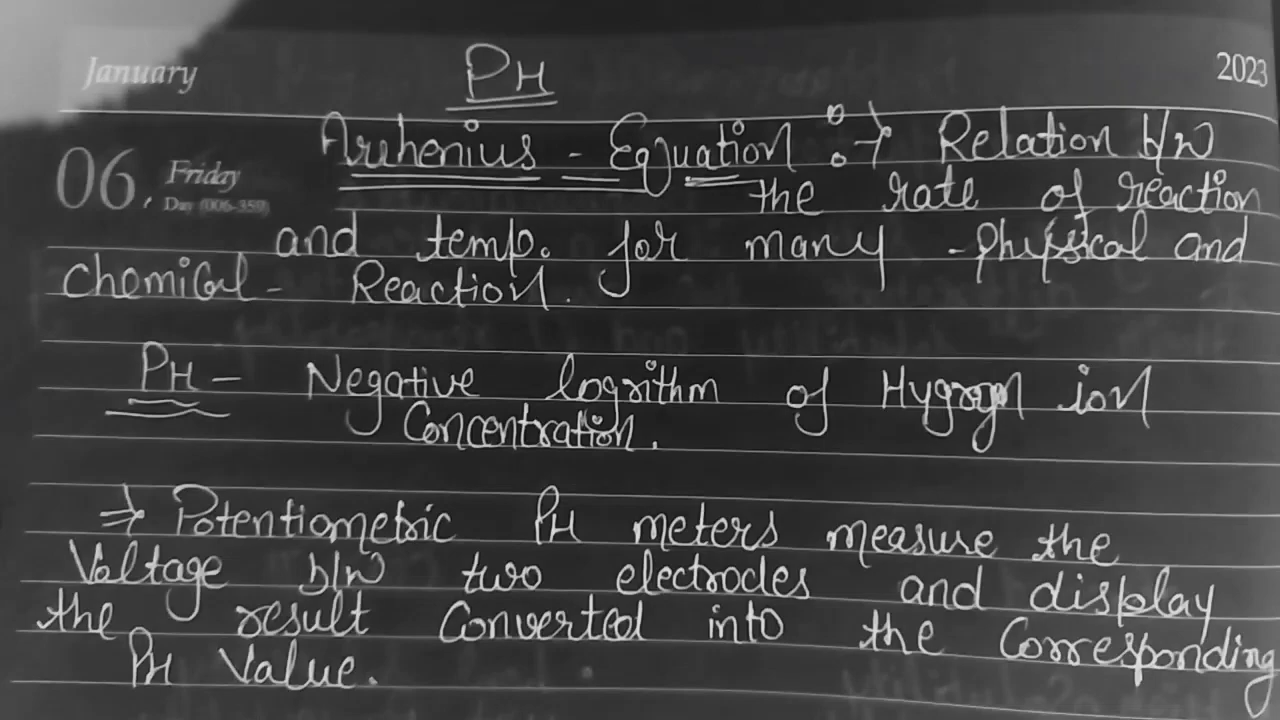 January PH 2023
Arrhenius - Equation :→ Relation b/w
06, Friday
Day (006-359)
the rate of reaction
and temp. for many - physical and
Chemical - Reaction.
PH - Negative logrithm of Hygrogn ion
Concentration.
⇒ Potentiometric PH meters measure the
Voltage b/w two electrodes and display
the result Converted into the Corresponding
PH Value.